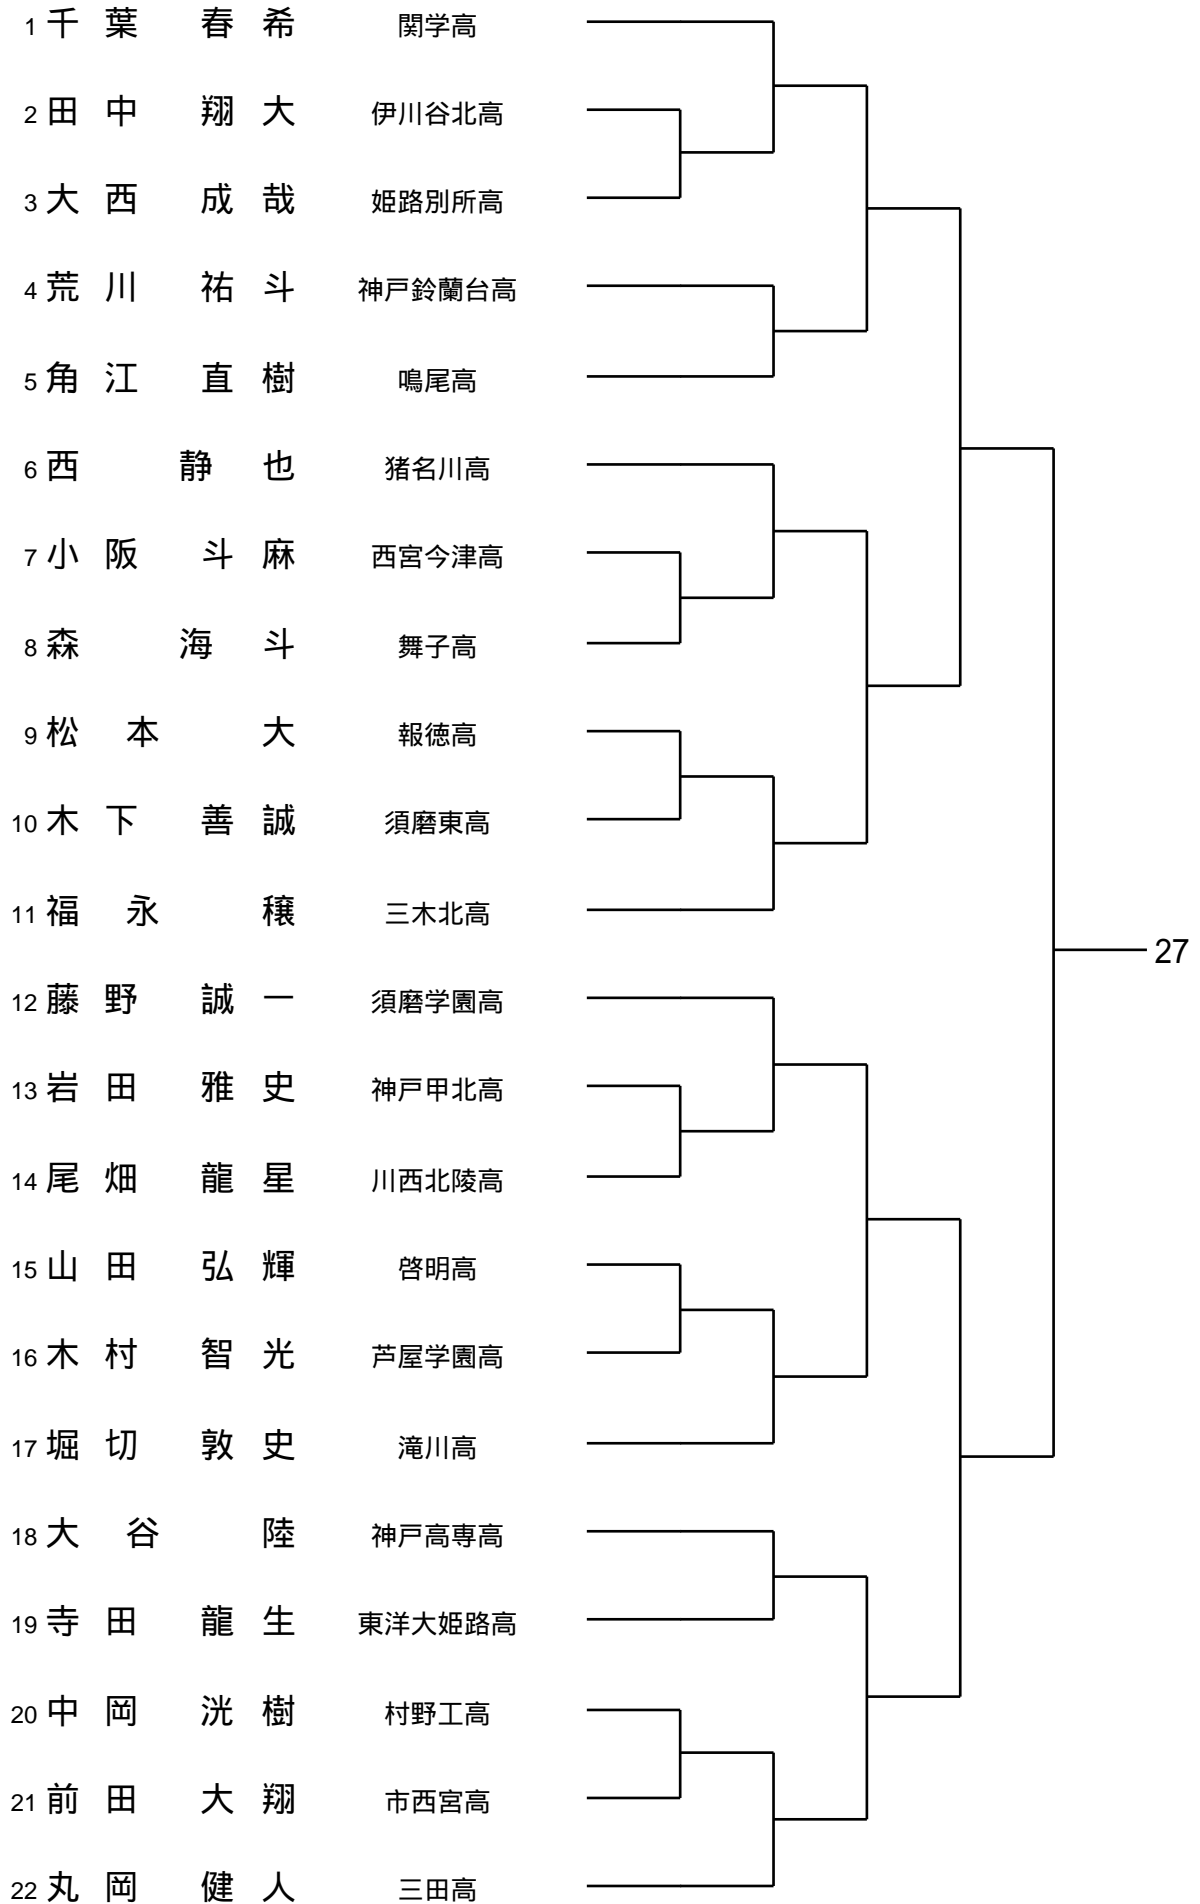 1 千葉 春希 関学高
2 田中 翔大 伊川谷北高
3 大西 成哉 姫路別所高
4 荒川 祐斗 神戸鈴蘭台高
5 角江 直樹 鳴尾高
6 西 静也 猪名川高
7 小阪 斗麻 西宮今津高
8 森 海斗 舞子高
9 松本 大 報徳高
10 木下 善誠 須磨東高
11 福永 穣 三木北高
27
12 藤野 誠一 須磨学園高
13 岩田 雅史 神戸甲北高
14 尾畑 龍星 川西北陵高
15 山田 弘輝 啓明高
16 木村 智光 芦屋学園高
17 堀切 敦史 滝川高
18 大谷 陸 神戸高専高
19 寺田 龍生 東洋大姫路高
20 中岡 洸樹 村野工高
21 前田 大翔 市西宮高
22 丸岡 健人 三田高